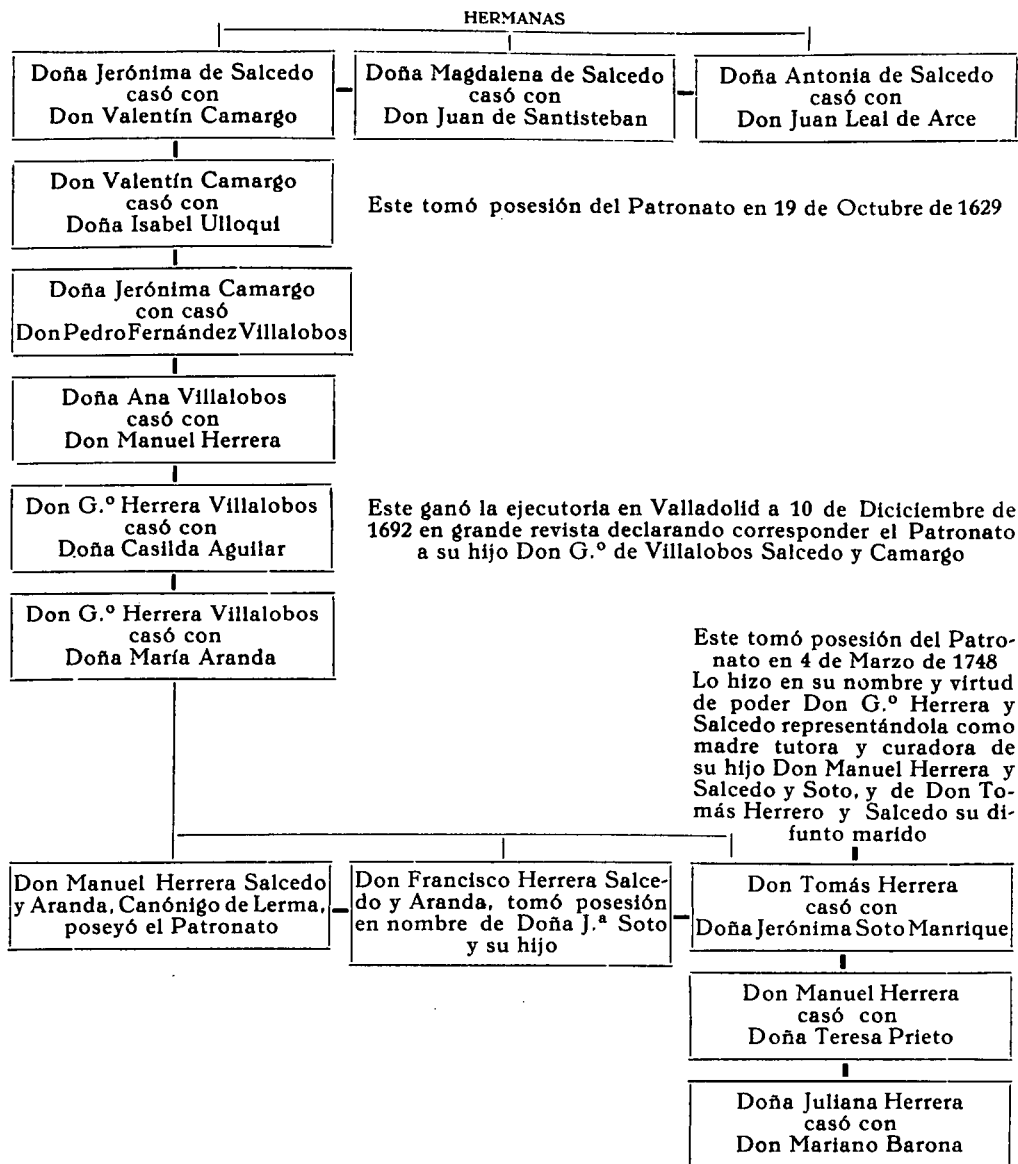 HERMANAS
Doña Jerónima de Salcedo
casó con
Don Valentín Camargo
Doña Magdalena de Salcedo
casó con
Don Juan de Santisteban
Doña Antonia de Salcedo
casó con
Don Juan Leal de Arce
Don Valentín Camargo
casó con
Doña Isabel Ulloqui
Este tomó posesión del Patronato en 19 de Octubre de 1629
Doña Jerónima Camargo
con casó
Don Pedro Fernández Villalobos
Doña Ana Villalobos
casó con
Don Manuel Herrera
Don G.º Herrera Villalobos
casó con
Doña Casilda Aguilar
Este ganó la ejecutoria en Valladolid a 10 de Diciciembre de
1692 en grande revista declarando corresponder el Patronato
a su hijo Don G.º de Villalobos Salcedo y Camargo
Don G.º Herrera Villalobos
casó con
Doña María Aranda
Este tomó posesión del Patro-
nato en 4 de Marzo de 1748
Lo hizo en su nombre y virtud
de poder Don G.º Herrera y
Salcedo representándola como
madre tutora y curadora de
su hijo Don Manuel Herrera y
Salcedo y Soto, y de Don To-
más Herrero y Salcedo su di-
funto marido
Don Manuel Herrera Salcedo
y Aranda, Canónigo de Lerma,
poseyó el Patronato
Don Francisco Herrera Salce-
do y Aranda, tomó posesión
en nombre de Doña J.ª Soto
y su hijo
Don Tomás Herrera
casó con
Doña Jerónima Soto Manrique
Don Manuel Herrera
casó con
Doña Teresa Prieto
Doña Juliana Herrera
casó con
Don Mariano Barona